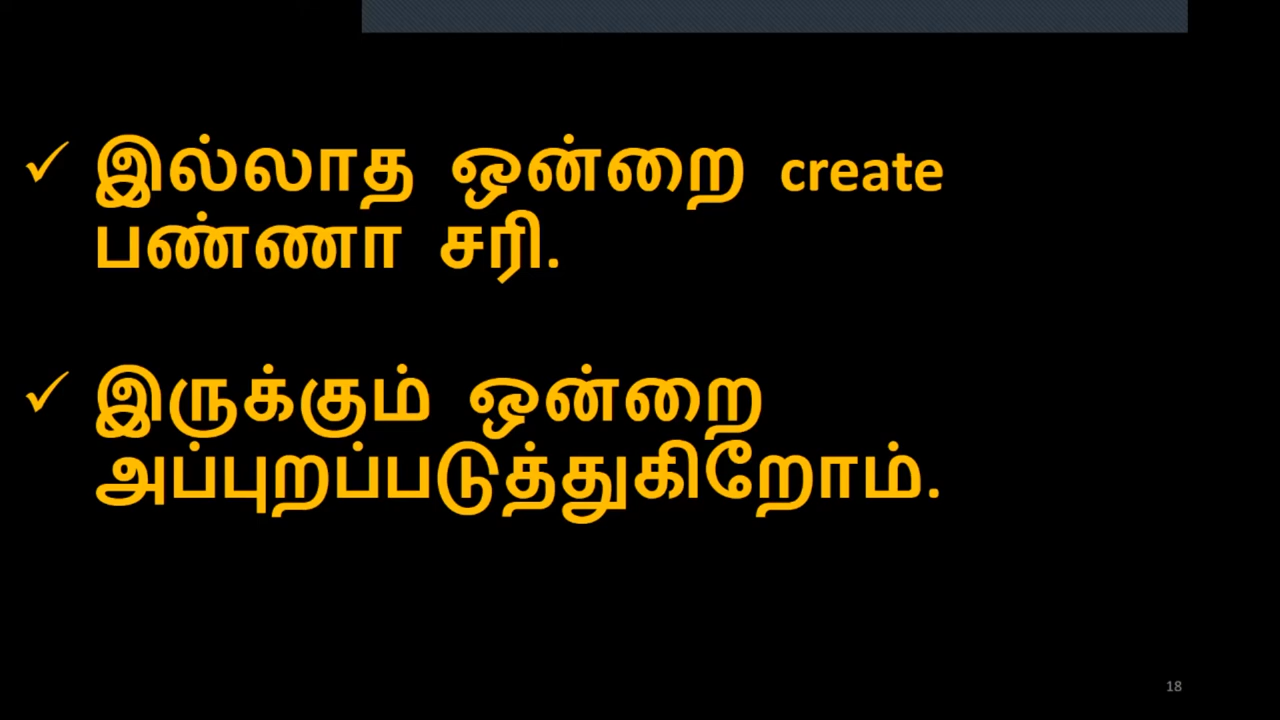 ✓ இல்லாத ஒன்றை create
பண்ணா சரி.
✓ இருக்கும் ஒன்றை
அப்புறப்படுத்துகிறோம்.
18